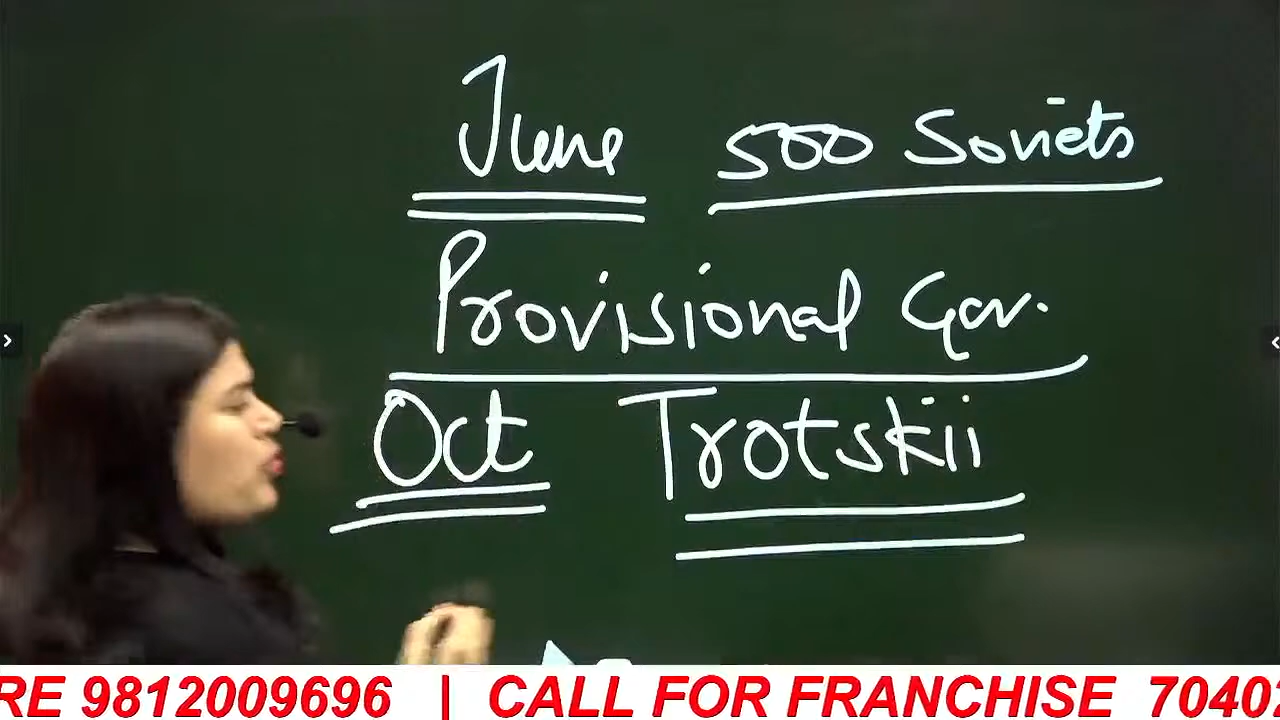 June 500 Soviets
Provisional Gov.
Oct Trotskii
RE 9812009696 | CALL FOR FRANCHISE 7040